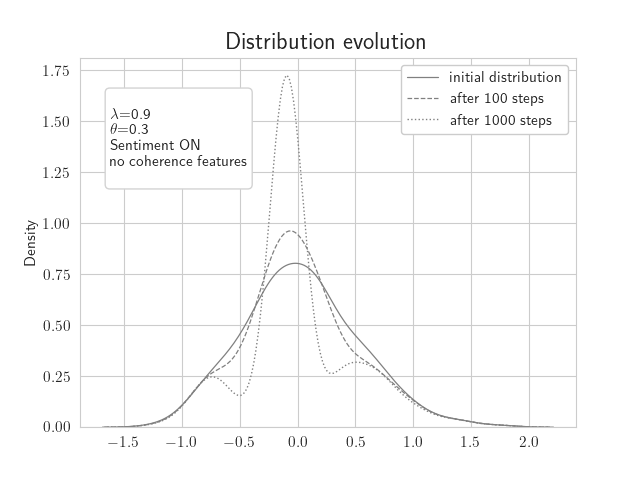 Distribution evolution
1.75
1.50
1.25
1.00
0.75
0.50
0.25
0.00
Density
λ=0.9
θ=0.3
Sentiment ON
no coherence features
initial distribution
after 100 steps
after 1000 steps
−1.5 −1.0 −0.5 0.0 0.5 1.0 1.5 2.0